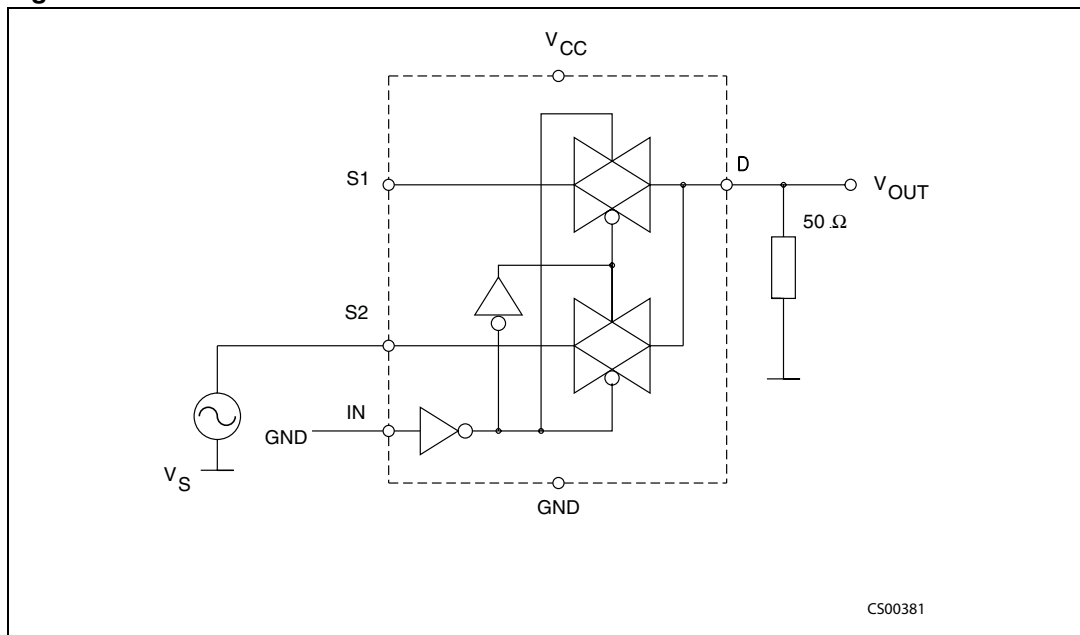 V CC
S1
D
V OUT
50 Ω
S2
IN
GND
V S
GND
CS00381